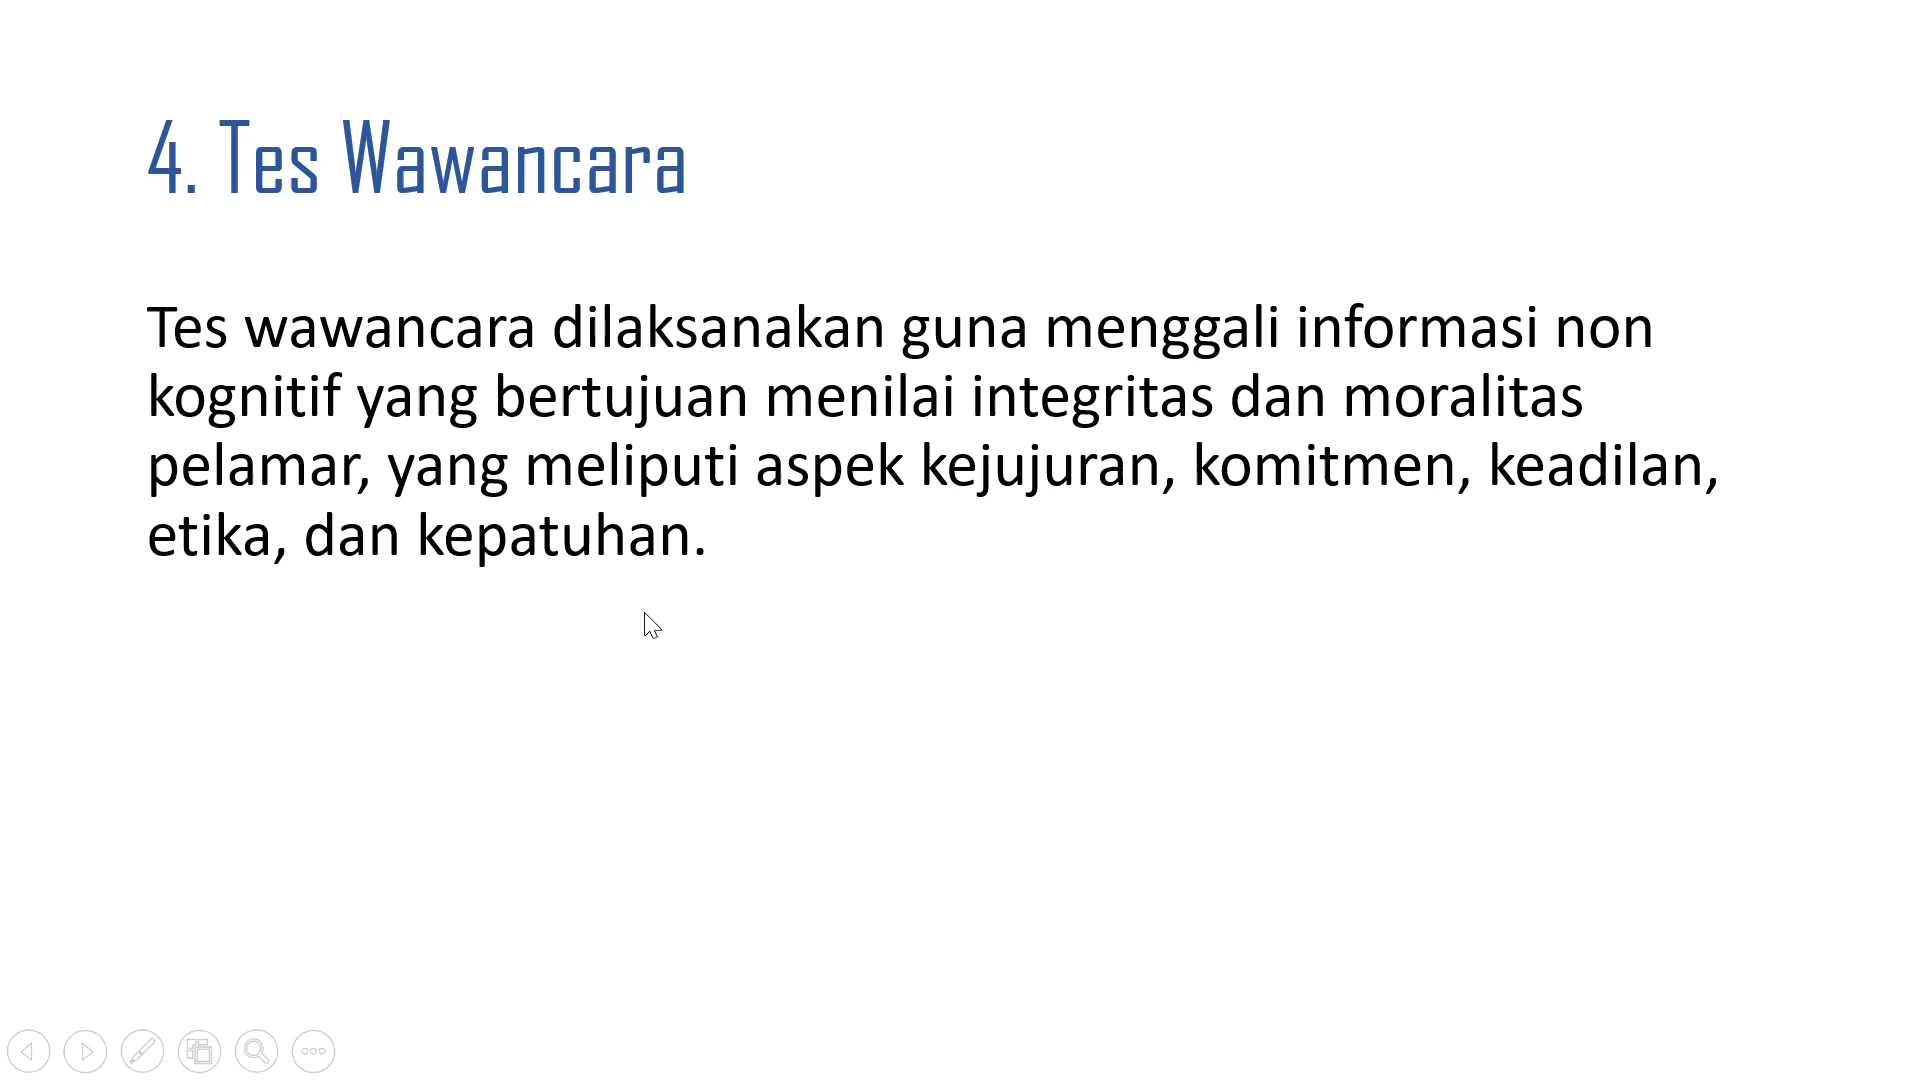 4. Tes Wawancara
Tes wawancara dilaksanakan guna menggali informasi non
kognitif yang bertujuan menilai integritas dan moralitas
pelamar, yang meliputi aspek kejujuran, komitmen, keadilan,
etika, dan kepatuhan.